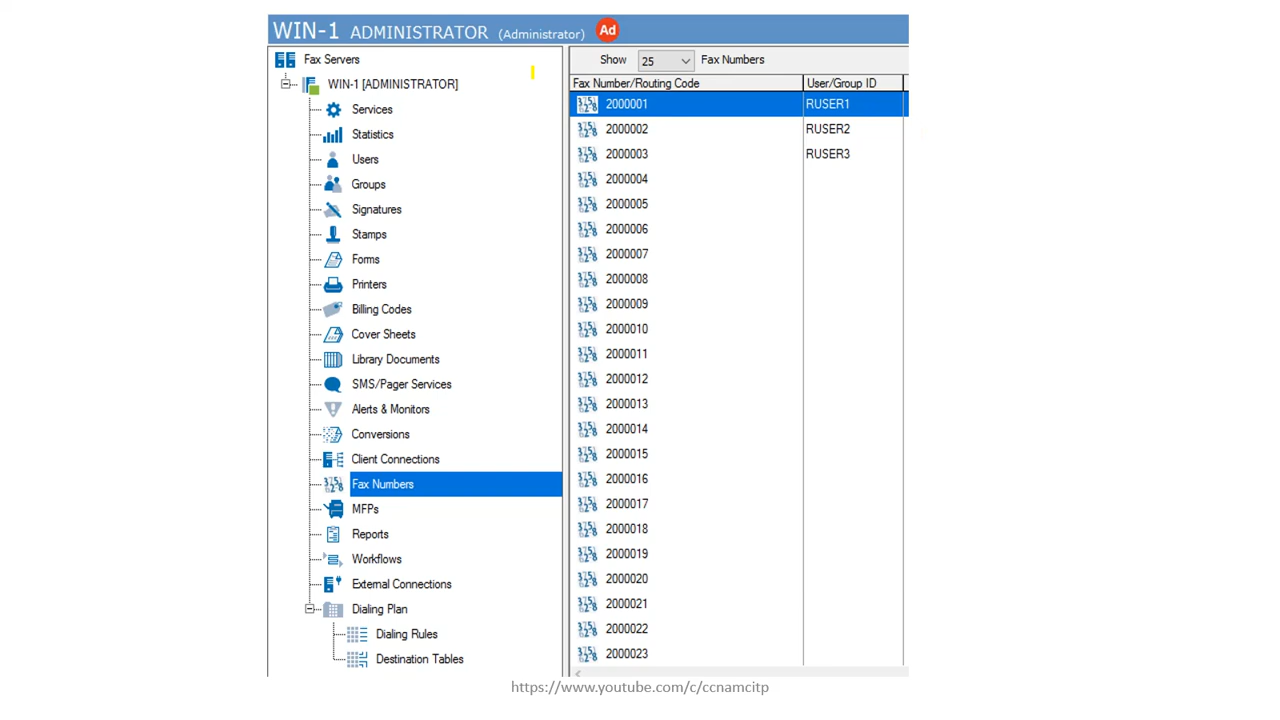 WIN-1 ADMINISTRATOR (Administrator) Ad
Fax Servers
WIN-1 [ADMINISTRATOR]
Services
Statistics
Users
Groups
Signatures
Stamps
Forms
Printers
Billing Codes
Cover Sheets
Library Documents
SMS/Pager Services
Alerts & Monitors
Conversions
Client Connections
Fax Numbers
MFPs
Reports
Workflows
External Connections
Dialing Plan
Dialing Rules
Destination Tables
Show 25 Fax Numbers
Fax Number/Routing Code User/Group ID
2000001 RUSER1
2000002 RUSER2
2000003 RUSER3
2000004
2000005
2000006
2000007
2000008
2000009
2000010
2000011
2000012
2000013
2000014
2000015
2000016
2000017
2000018
2000019
2000020
2000021
2000022
2000023
https://www.youtube.com/c/ccnamcitp